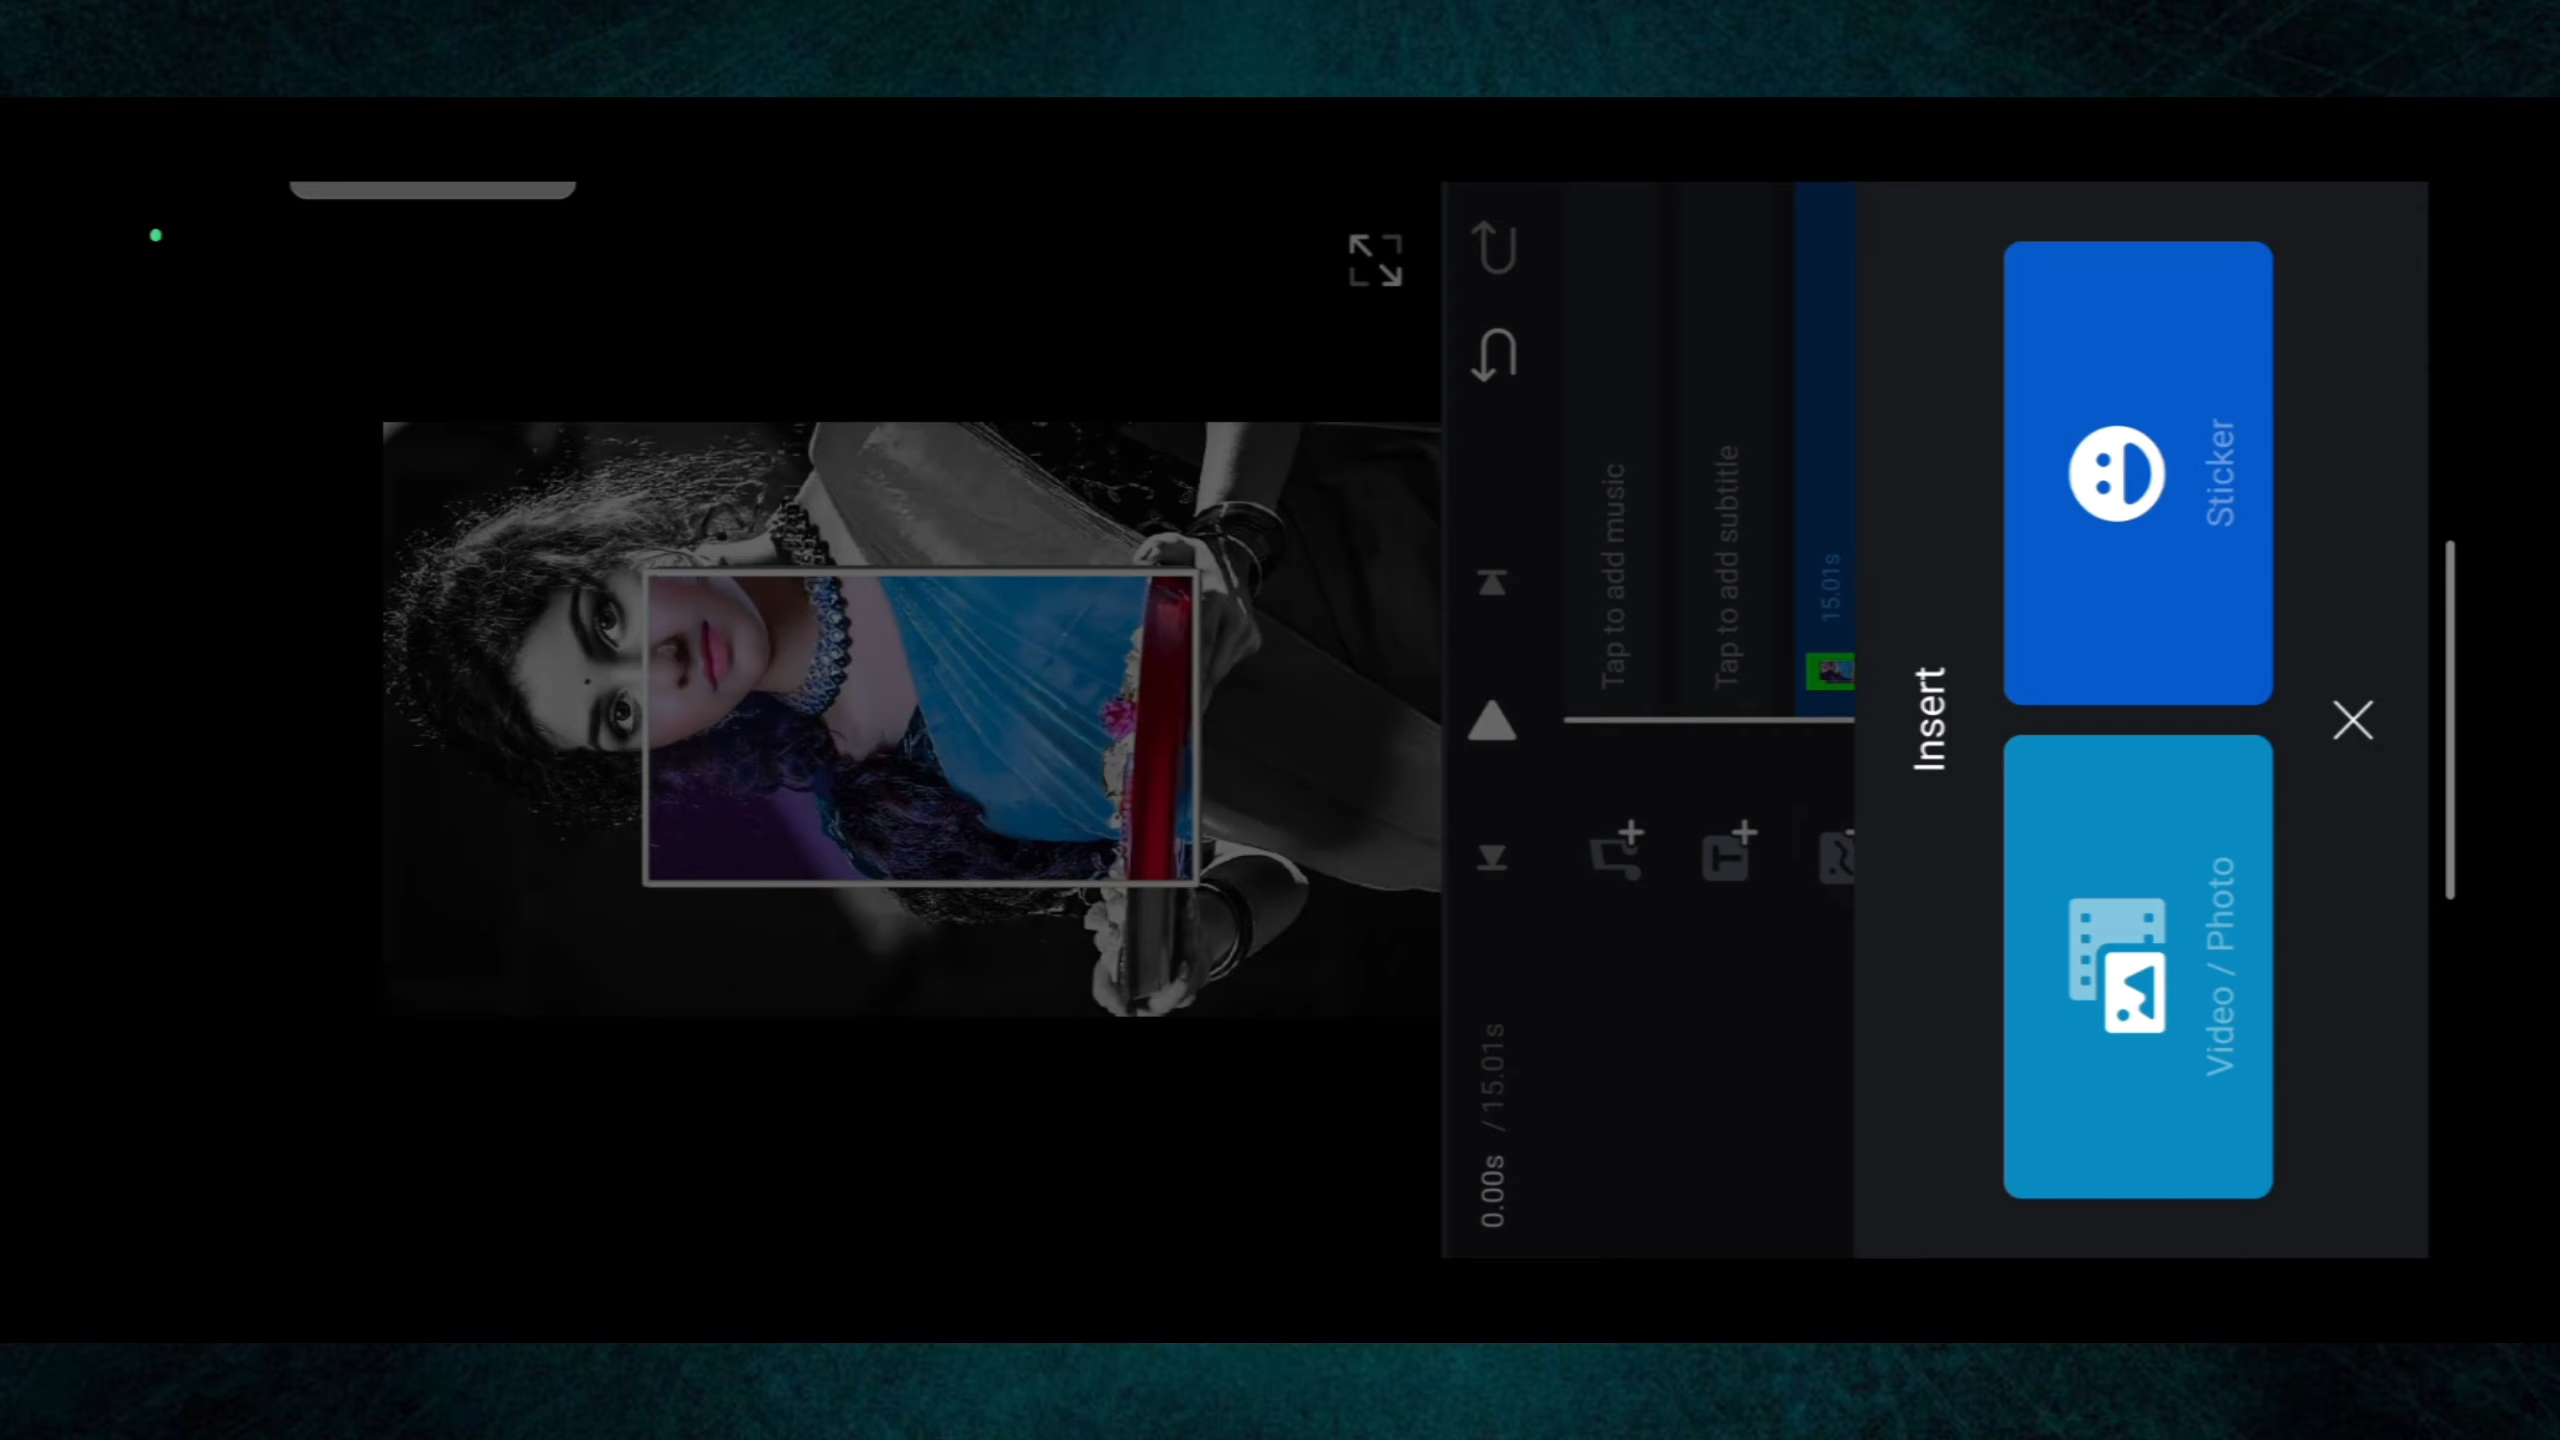 0.00s / 15.01s
Tap to add music
T
Tap to add subtitle
15.01s
Insert
Video / Photo
Sticker